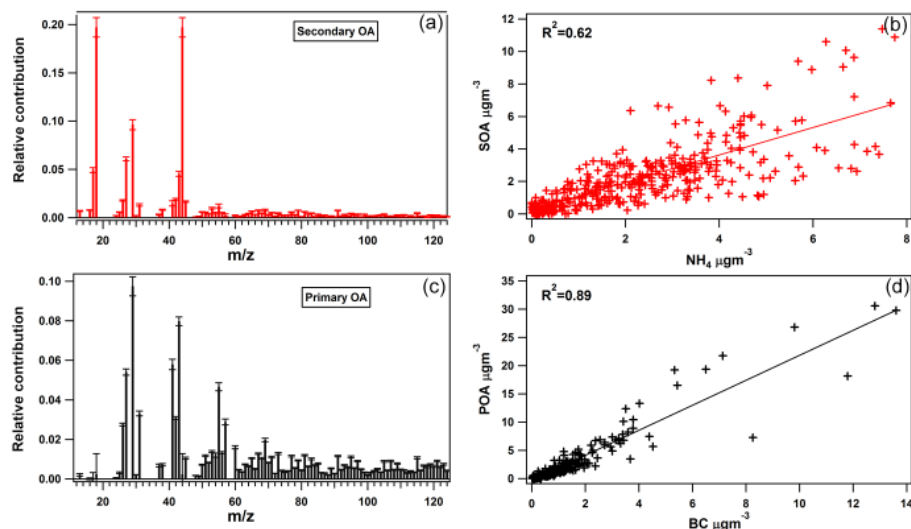 (a)
Secondary OA
0.20
0.15
0.10
0.05
0.00
Relative contribution
20 40 60 80 100 120
m/z
(b)
R²=0.62
12
10
8
6
4
2
0
SOA μgm⁻³
0 2 4 6 8
NH₄ μgm⁻³
(c)
Primary OA
0.10
0.08
0.06
0.04
0.02
0.00
Relative contribution
20 40 60 80 100 120
m/z
(d)
R²=0.89
35
30
25
20
15
10
5
0
POA μgm⁻³
0 2 4 6 8 10 12 14
BC μgm⁻³